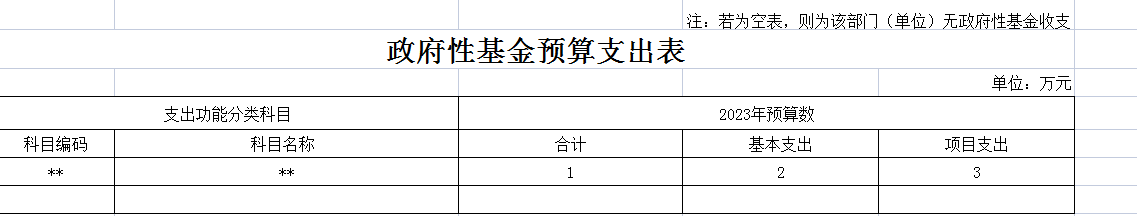 注：若为空表，则为该部门（单位）无政府性基金收支
政府性基金预算支出表
单位：万元
支出功能分类科目 2023年预算数
科目编码 科目名称 合计 基本支出 项目支出
** ** 1 2 3